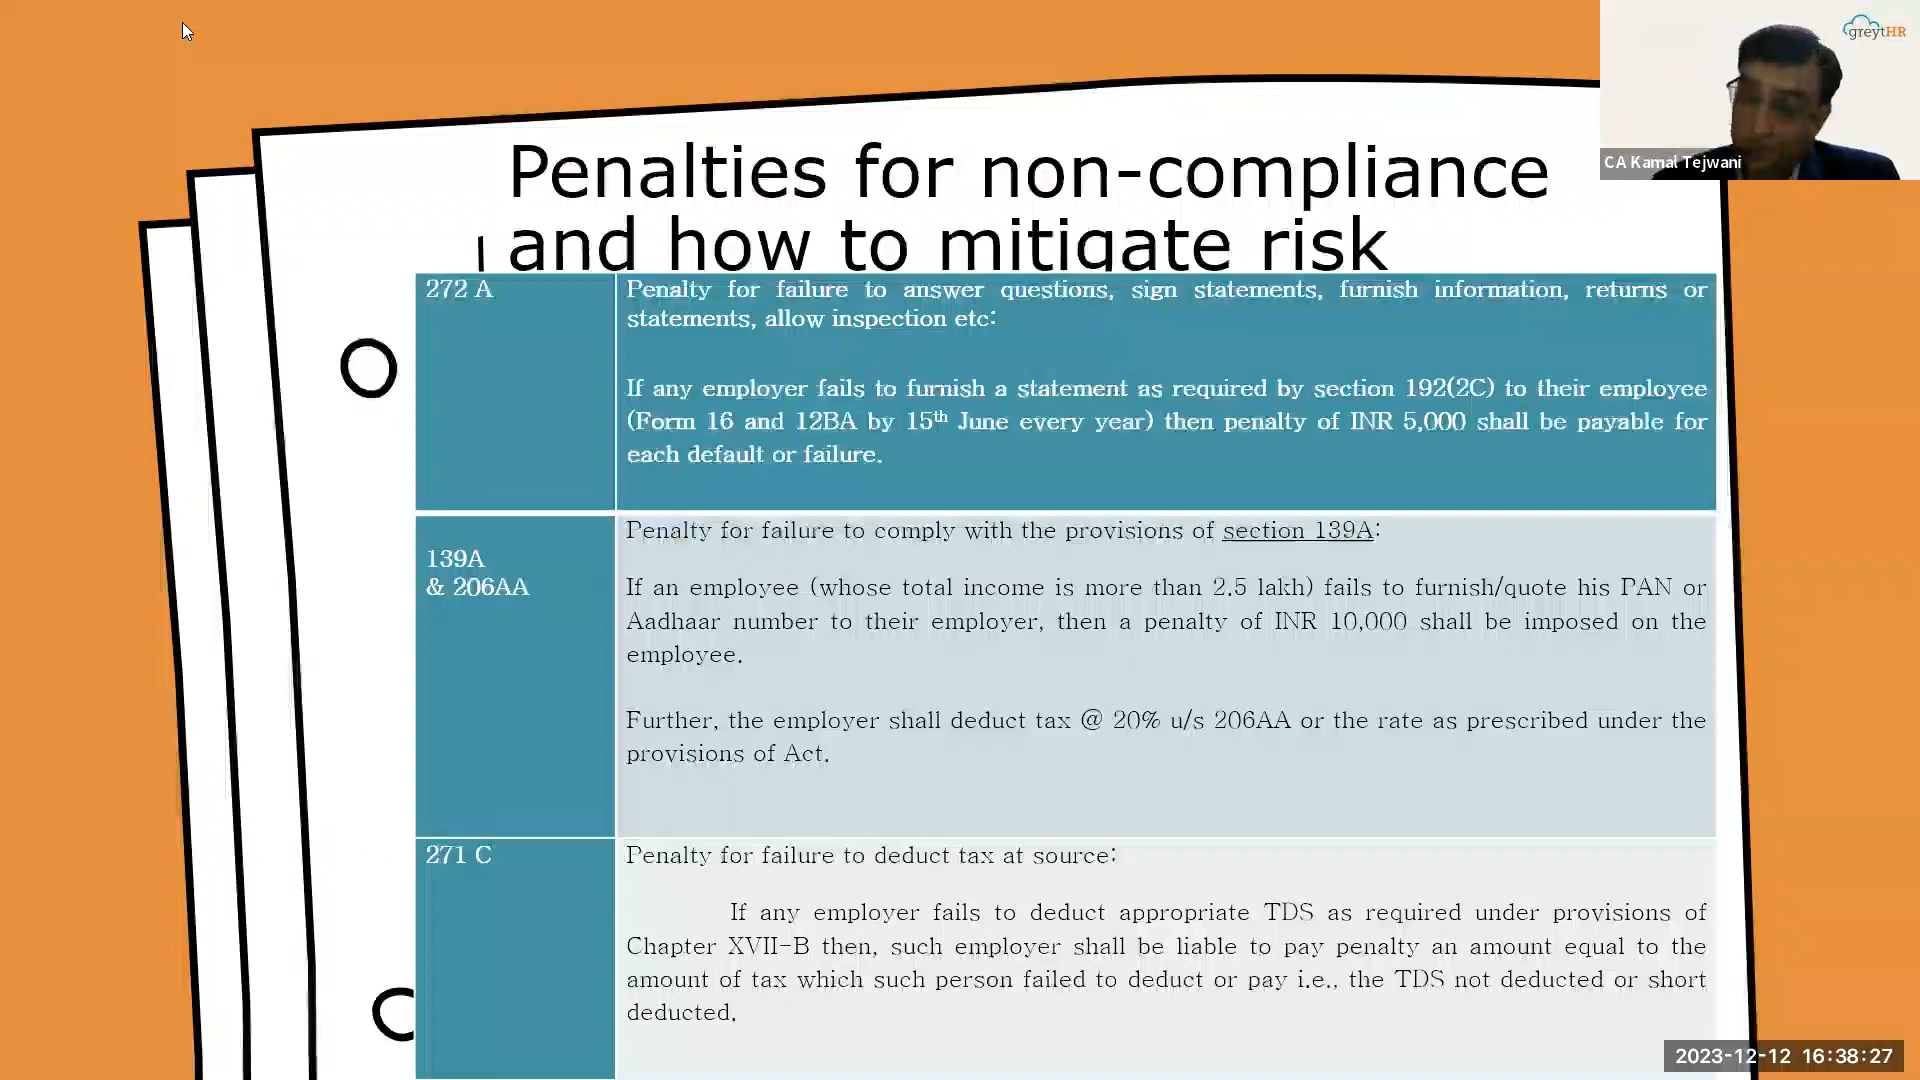 greytHR
CA Kamal Tejwani
Penalties for non-compliance
and how to mitigate risk
272 A
Penalty for failure to answer questions, sign statements, furnish information, returns or
statements, allow inspection etc:
If any employer fails to furnish a statement as required by section 192(2C) to their employee
(Form 16 and 12BA by 15th June every year) then penalty of INR 5,000 shall be payable for
each default or failure.
139A
& 206AA
Penalty for failure to comply with the provisions of section 139A:
If an employee (whose total income is more than 2.5 lakh) fails to furnish/quote his PAN or
Aadhaar number to their employer, then a penalty of INR 10,000 shall be imposed on the
employee.
Further, the employer shall deduct tax @ 20% u/s 206AA or the rate as prescribed under the
provisions of Act.
271 C
Penalty for failure to deduct tax at source:
If any employer fails to deduct appropriate TDS as required under provisions of
Chapter XVII-B then, such employer shall be liable to pay penalty an amount equal to the
amount of tax which such person failed to deduct or pay i.e., the TDS not deducted or short
deducted.
2023-12-12 16:38:27